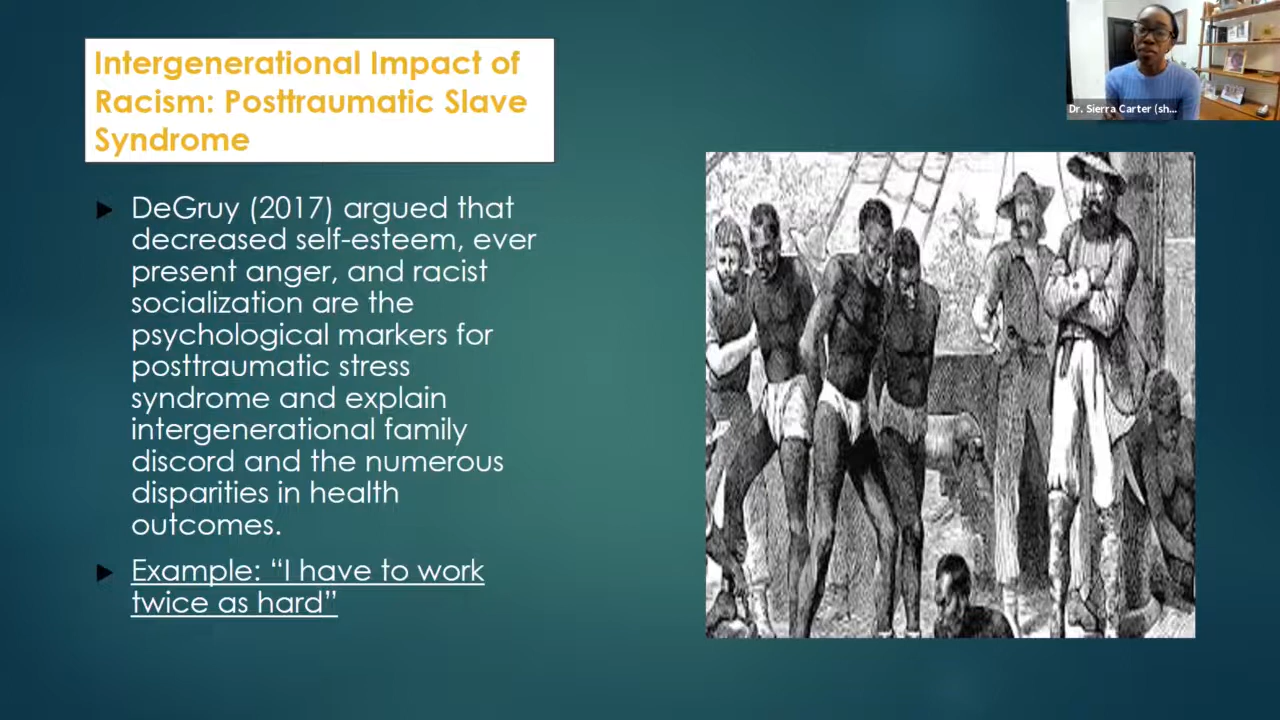 Intergenerational Impact of
Racism: Posttraumatic Slave
Syndrome
DeGruy (2017) argued that
decreased self-esteem, ever
present anger, and racist
socialization are the
psychological markers for
posttraumatic stress
syndrome and explain
intergenerational family
discord and the numerous
disparities in health
outcomes.
Example: “I have to work
twice as hard”
Dr. Sierra Carter (sh...